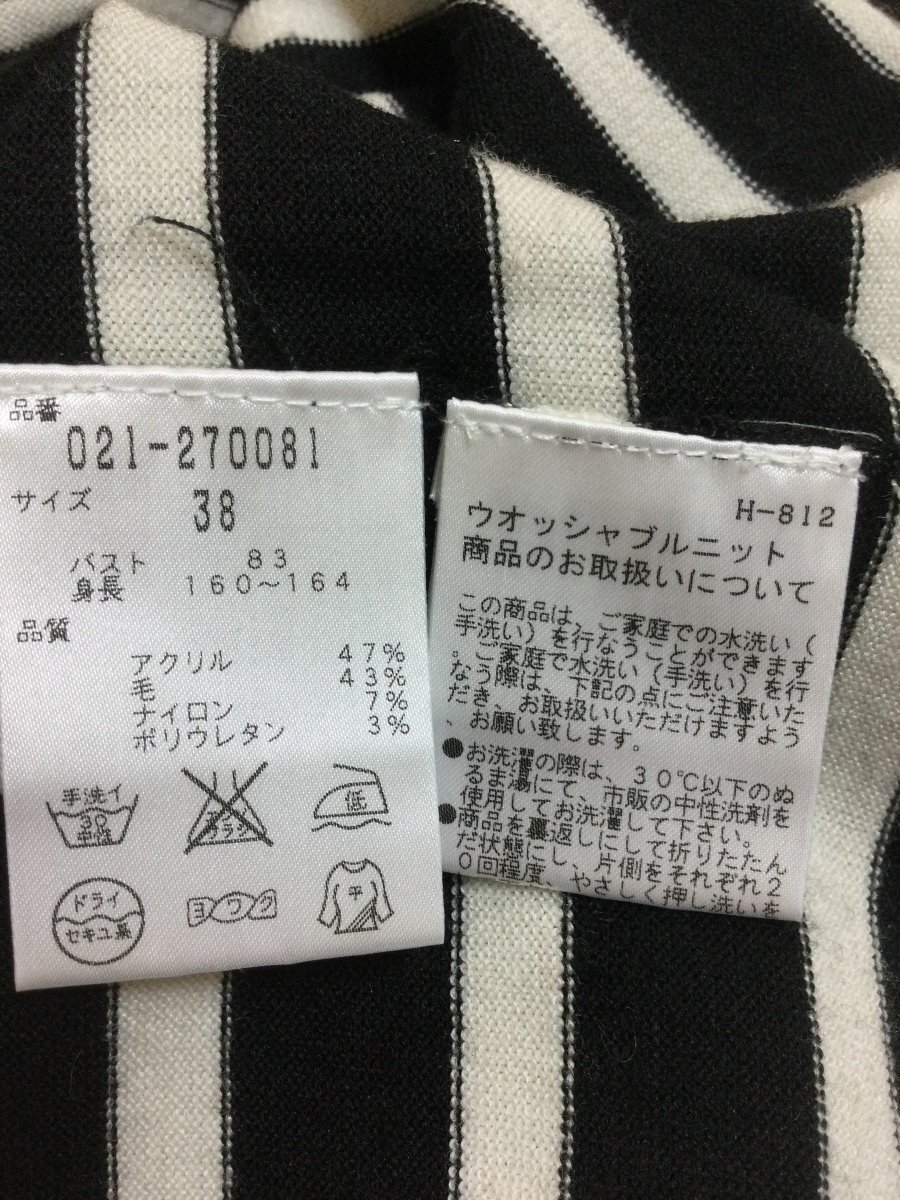 品番
021-270081
サイズ 38
バスト 83
身長 160～164
品質
アクリル 47%
毛 43%
ナイロン 7%
ポリウレタン 3%
手洗イ
30
中性
低
ドライ
セキユ系
ヨワク
平
H-812
ウオッシャブルニット
商品のお取扱いについて
この商品は、ご家庭での水洗い（
手洗い）を行なうことができます
。ご家庭で水洗い（手洗い）を行
なう際は、下記の点にご注意いた
だき、お取扱いいただけますよう
、お願い致します。
●お洗濯の際は、30℃以下のぬ
るま湯にて、市販の中性洗剤を
使用してお洗濯して下さい。
●商品を裏返しにして折りたたん
だ状態にし、片側をそれぞれ2
0回程度、やさしく押し洗いを